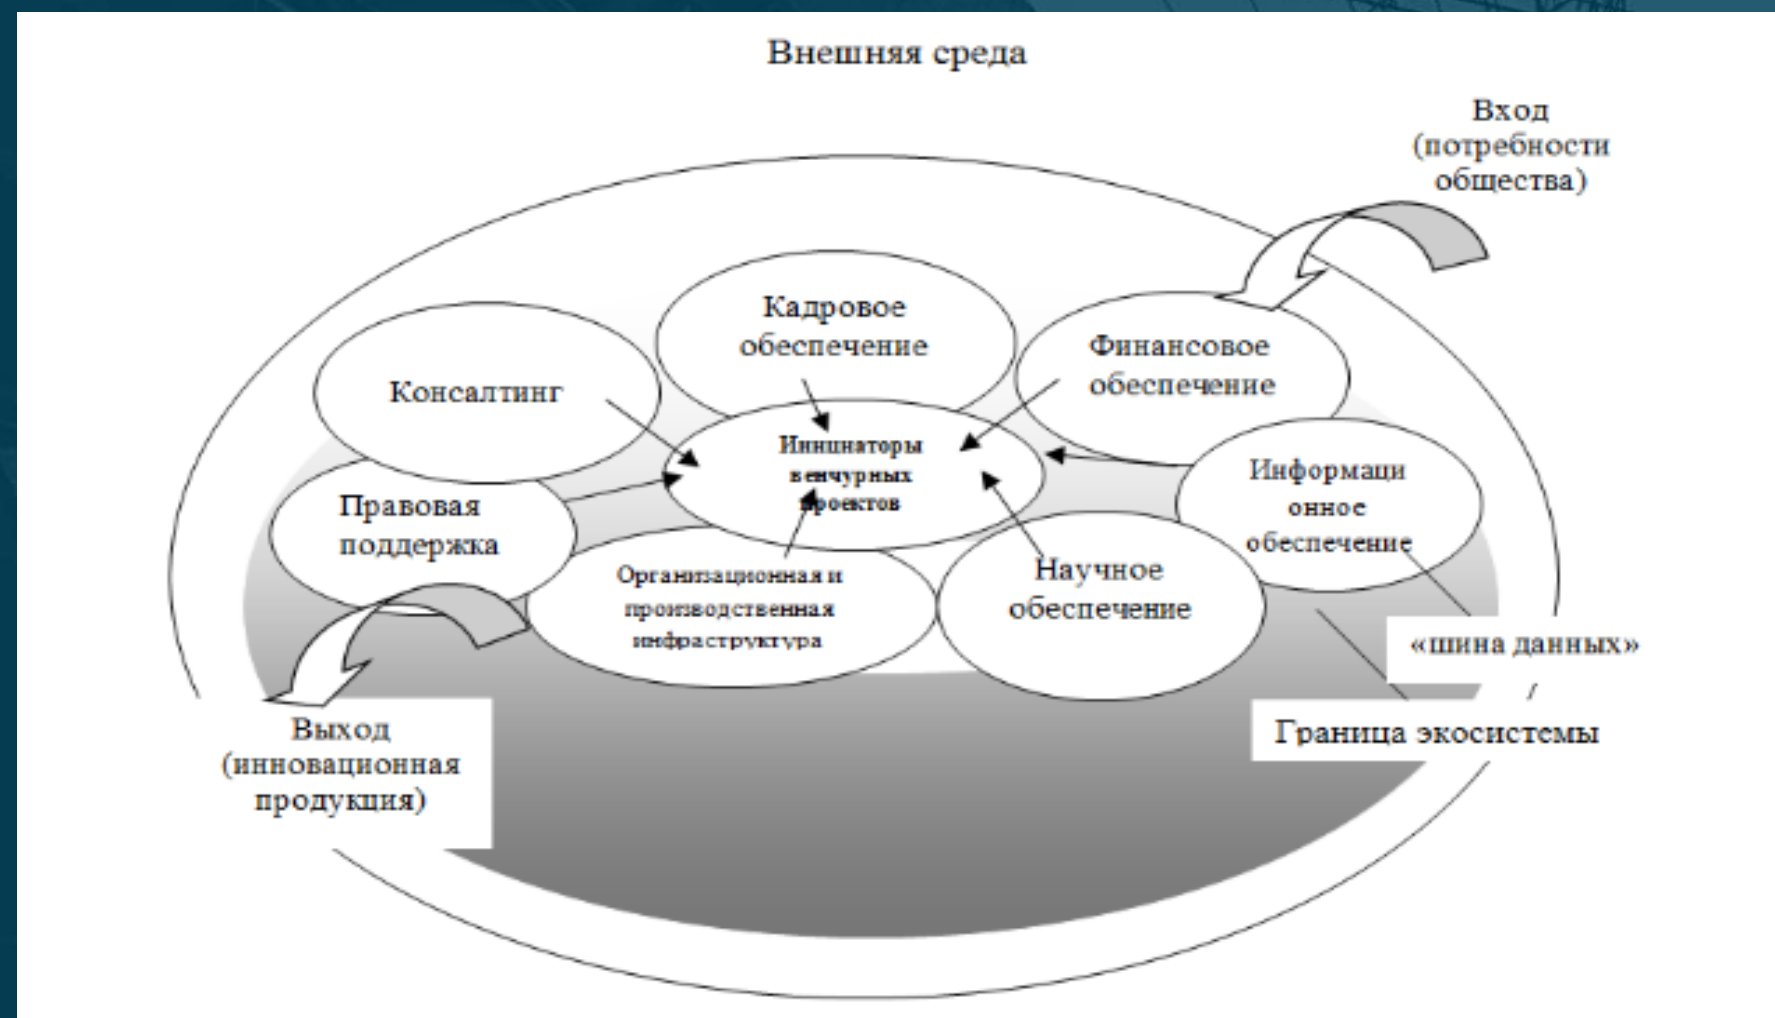 Внешняя среда
Вход
(потребности
общества)
Кадровое
обеспечение
Финансовое
обеспечение
Консалтинг
Инициаторы
венчурных
проектов
Информаци
онное
обеспечение
Правовая
поддержка
Организационная и
производственная
инфраструктура
Научное
обеспечение
«шина данных»
Граница экосистемы
Выход
(инновационная
продукция)